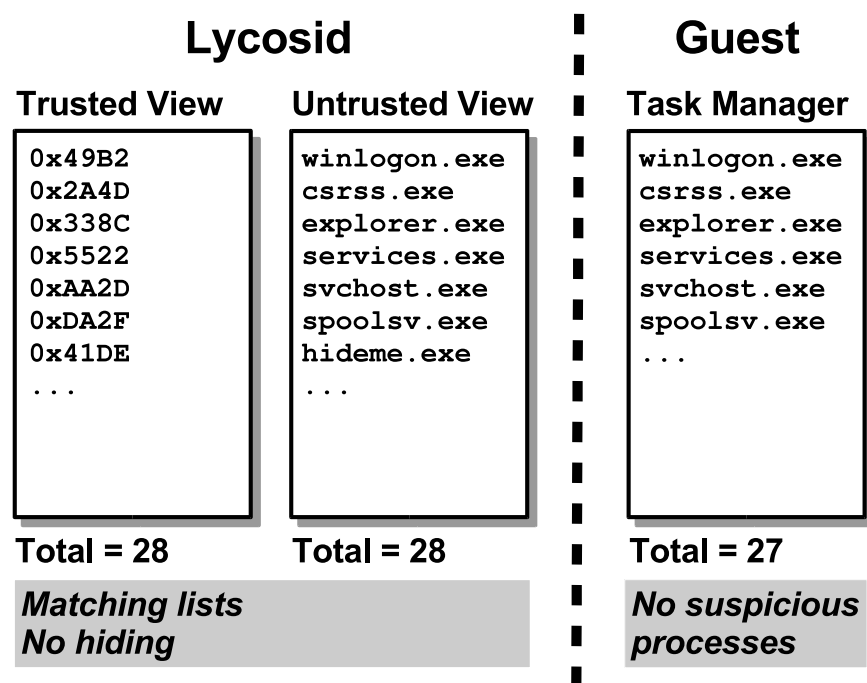 Lycosid
Guest
Trusted View
Untrusted View
Task Manager
0x49B2
0x2A4D
0x338C
0x5522
0xAA2D
0xDA2F
0x41DE
...
winlogon.exe
csrss.exe
explorer.exe
services.exe
svchost.exe
spoolsv.exe
hideme.exe
...
winlogon.exe
csrss.exe
explorer.exe
services.exe
svchost.exe
spoolsv.exe
...
Total = 28
Total = 28
Total = 27
Matching lists
No hiding
No suspicious
processes